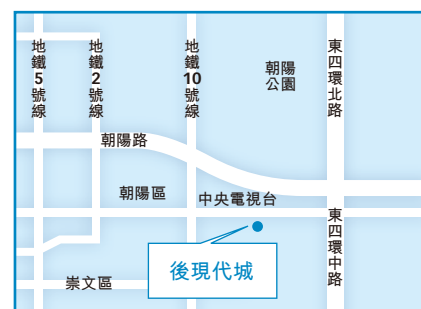 地鐵5號線
地鐵2號線
地鐵10號線
朝陽
公園
東四環北路
朝陽路
朝陽區
中央電視台
東四環中路
後現代城
崇文區